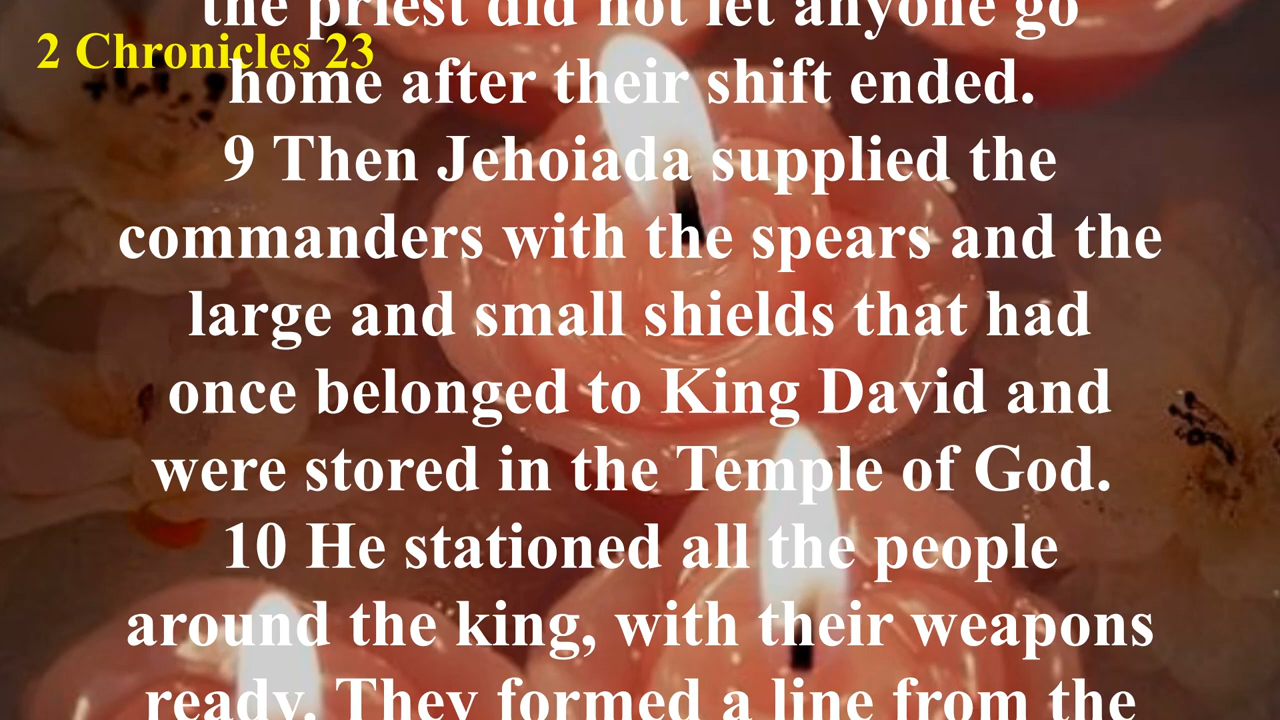 the priest did not let anyone go
2 Chronicles 23
home after their shift ended.
9 Then Jehoiada supplied the
commanders with the spears and the
large and small shields that had
once belonged to King David and
were stored in the Temple of God.
10 He stationed all the people
around the king, with their weapons
ready. They formed a line from the